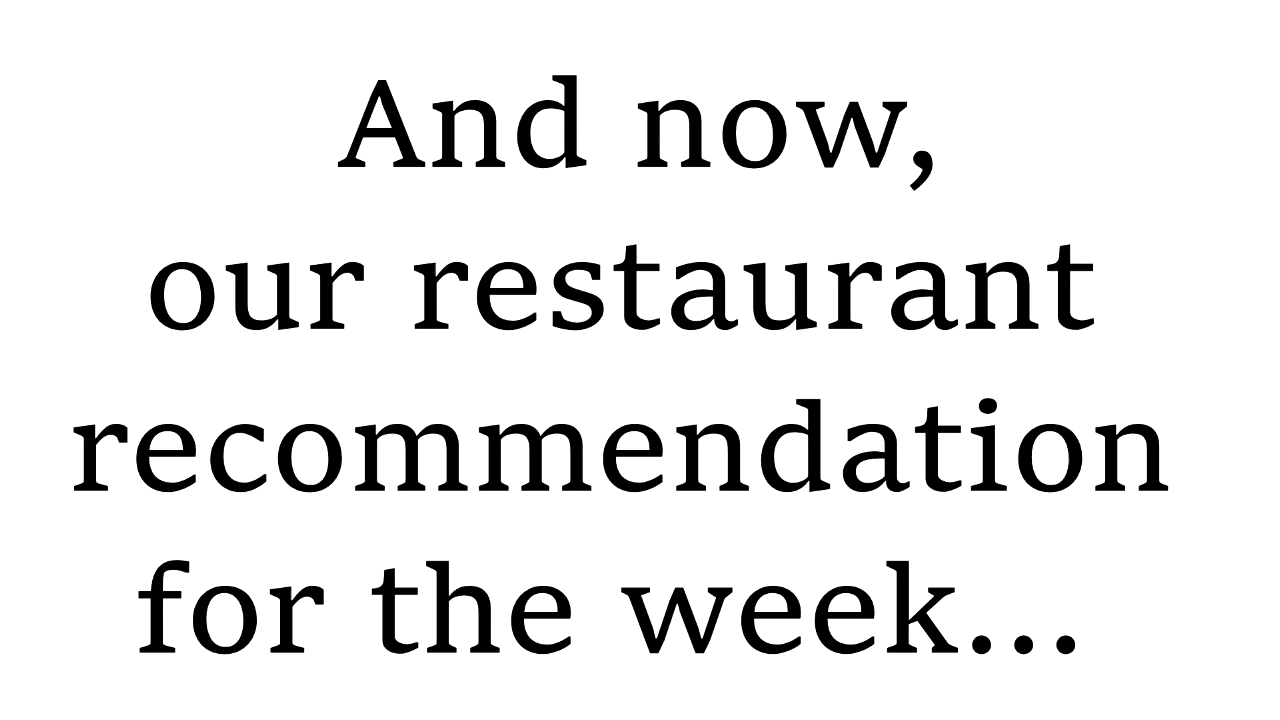 And now,
our restaurant
recommendation
for the week...